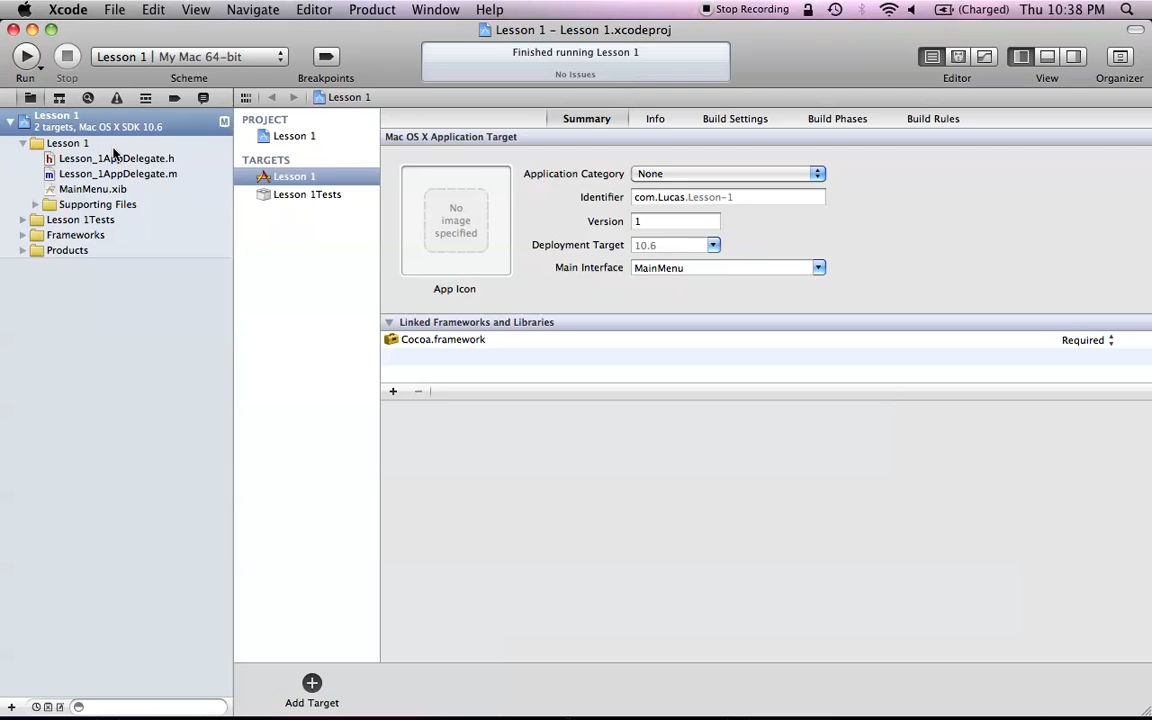 Xcode File Edit View Navigate Editor Product Window Help Stop Recording (Charged) Thu 10:38 PM
Lesson 1 – Lesson 1.xcodeproj
Lesson 1 | My Mac 64-bit
Finished running Lesson 1
No Issues
Run Stop Scheme Breakpoints Editor View Organizer
Lesson 1
Lesson 1
2 targets, Mac OS X SDK 10.6
M
Lesson 1
Lesson_1AppDelegate.h
Lesson_1AppDelegate.m
MainMenu.xib
Supporting Files
Lesson 1Tests
Frameworks
Products
PROJECT
Lesson 1
TARGETS
Lesson 1
Lesson 1Tests
Add Target
Summary Info Build Settings Build Phases Build Rules
Mac OS X Application Target
No
image
specified
App Icon
Application Category None
Identifier com.Lucas.Lesson-1
Version 1
Deployment Target 10.6
Main Interface MainMenu
Linked Frameworks and Libraries
Cocoa.framework Required